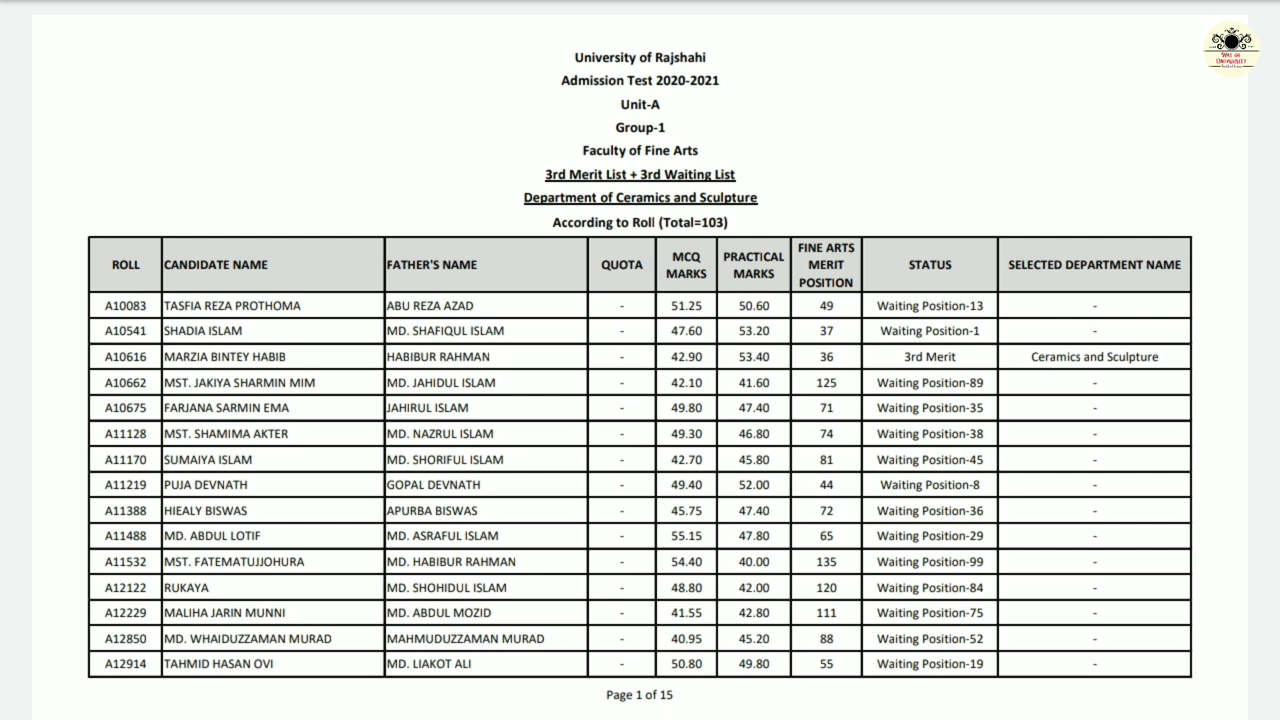 University of Rajshahi
Admission Test 2020-2021
Unit-A
Group-1
Faculty of Fine Arts
3rd Merit List + 3rd Waiting List
Department of Ceramics and Sculpture
According to Roll (Total=103)
ROLL CANDIDATE NAME FATHER'S NAME QUOTA MCQ MARKS PRACTICAL MARKS FINE ARTS MERIT POSITION STATUS SELECTED DEPARTMENT NAME
A10083 TASFIA REZA PROTHOMA ABU REZA AZAD - 51.25 50.60 49 Waiting Position-13 -
A10541 SHADIA ISLAM MD. SHAFIQUL ISLAM - 47.60 53.20 37 Waiting Position-1 -
A10616 MARZIA BINTEY HABIB HABIBUR RAHMAN - 42.90 53.40 36 3rd Merit Ceramics and Sculpture
A10662 MST. JAKIYA SHARMIN MIM MD. JAHIDUL ISLAM - 42.10 41.60 125 Waiting Position-89 -
A10675 FARJANA SARMIN EMA JAHIRUL ISLAM - 49.80 47.40 71 Waiting Position-35 -
A11128 MST. SHAMIMA AKTER MD. NAZRUL ISLAM - 49.30 46.80 74 Waiting Position-38 -
A11170 SUMAIYA ISLAM MD. SHORIFUL ISLAM - 42.70 45.80 81 Waiting Position-45 -
A11219 PUJA DEVNATH GOPAL DEVNATH - 49.40 52.00 44 Waiting Position-8 -
A11388 HIEALY BISWAS APURBA BISWAS - 45.75 47.40 72 Waiting Position-36 -
A11488 MD. ABDUL LOTIF MD. ASRAFUL ISLAM - 55.15 47.80 65 Waiting Position-29 -
A11532 MST. FATEMATUJJOHURA MD. HABIBUR RAHMAN - 54.40 40.00 135 Waiting Position-99 -
A12122 RUKAYA MD. SHOHIDUL ISLAM - 48.80 42.00 120 Waiting Position-84 -
A12229 MALIHA JARIN MUNNI MD. ABDUL MOZID - 41.55 42.80 111 Waiting Position-75 -
A12850 MD. WHAIDUZZAMAN MURAD MAHMUDUZZAMAN MURAD - 40.95 45.20 88 Waiting Position-52 -
A12914 TAHMID HASAN OVI MD. LIAKOT ALI - 50.80 49.80 55 Waiting Position-19 -
Page 1 of 15